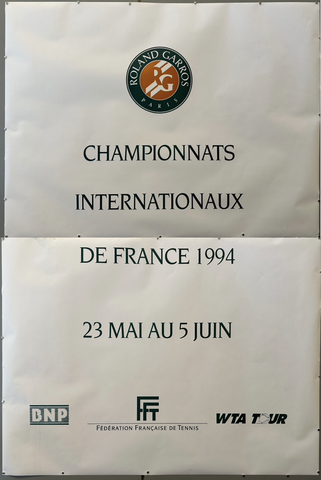 ROLAND GARROS
RG
PARIS
CHAMPIONNATS
INTERNATIONAUX
DE FRANCE 1994
23 MAI AU 5 JUIN
BNP
FFT
FÉDÉRATION FRANÇAISE DE TENNIS
WTA TOUR